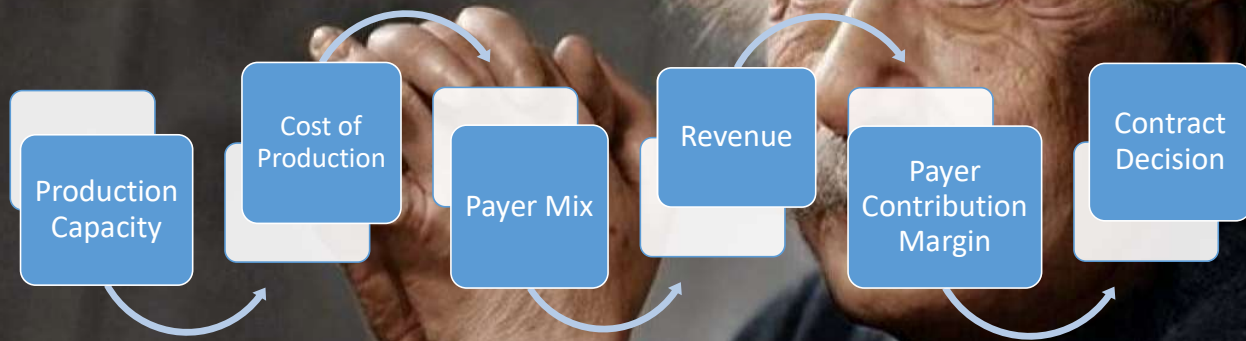 Production
Capacity
Cost of
Production
Payer Mix
Revenue
Payer
Contribution
Margin
Contract
Decision